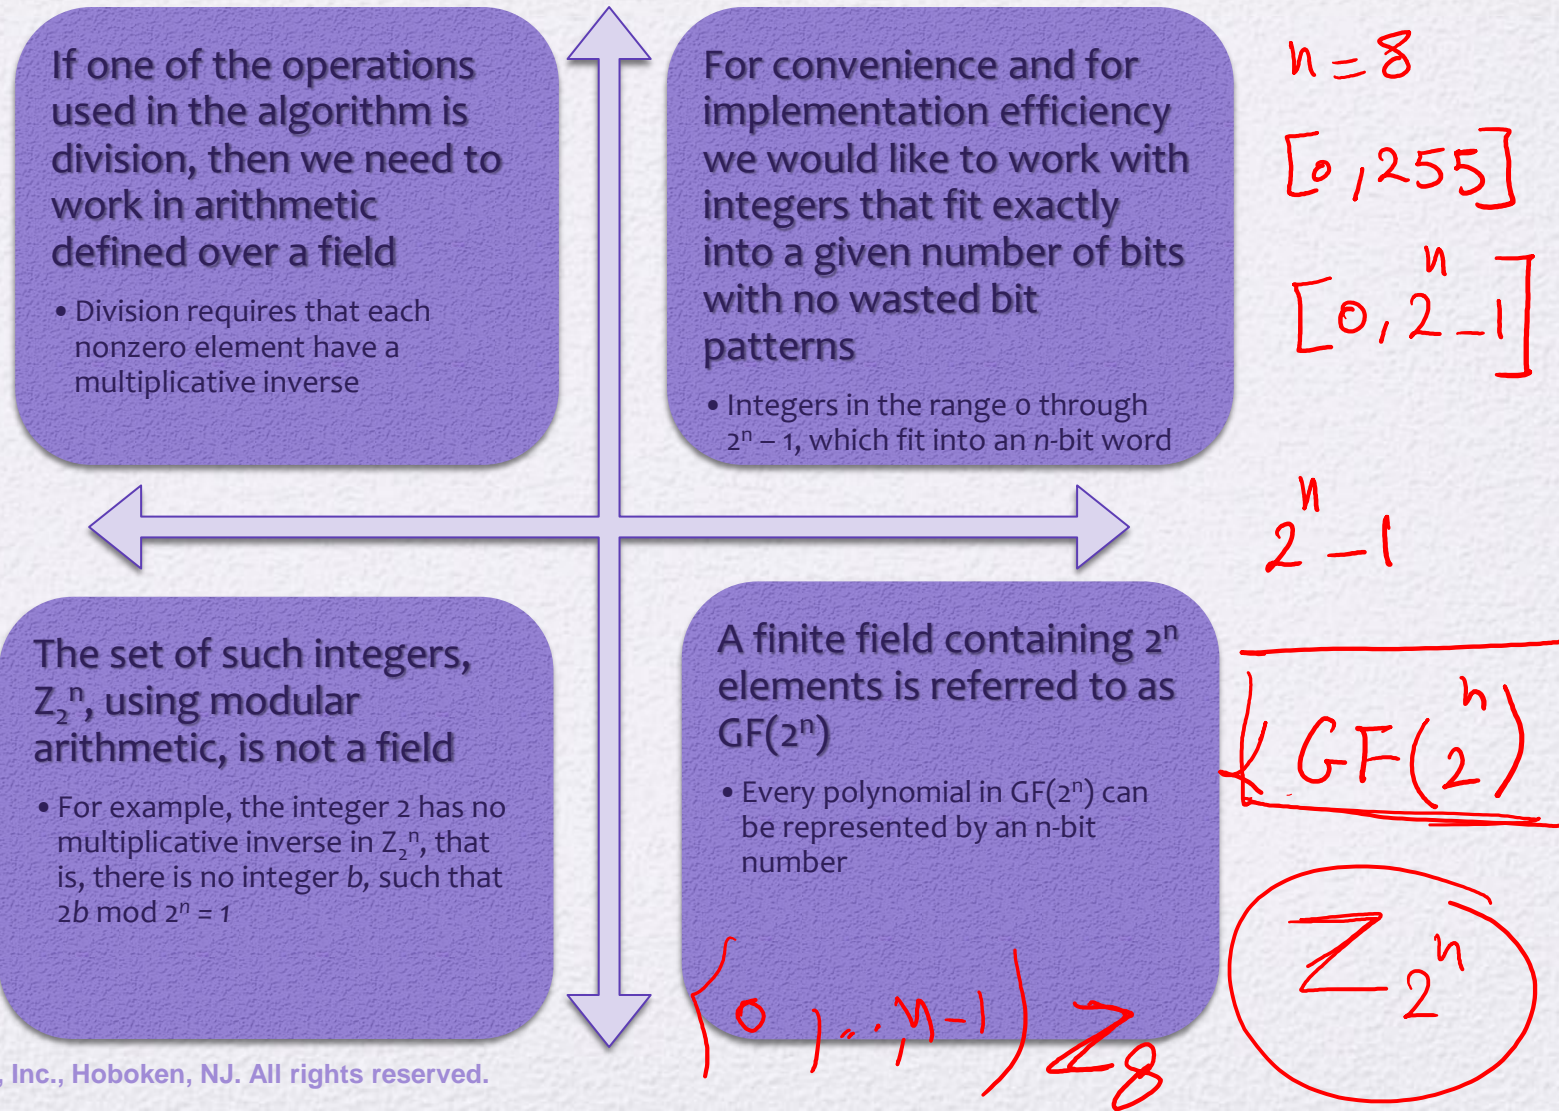 If one of the operations
used in the algorithm is
division, then we need to
work in arithmetic
defined over a field
• Division requires that each
nonzero element have a
multiplicative inverse
For convenience and for
implementation efficiency
we would like to work with
integers that fit exactly
into a given number of bits
with no wasted bit
patterns
• Integers in the range 0 through
2ⁿ – 1, which fit into an n-bit word
The set of such integers,
Z₂ⁿ, using modular
arithmetic, is not a field
• For example, the integer 2 has no
multiplicative inverse in Z₂ⁿ, that
is, there is no integer b, such that
2b mod 2ⁿ = 1
A finite field containing 2ⁿ
elements is referred to as
GF(2ⁿ)
• Every polynomial in GF(2ⁿ) can
be represented by an n-bit
number
{0, ..., n-1} Z₈
n = 8
[0, 255]
[0, 2ⁿ-1]
2ⁿ-1
GF(2ⁿ)
Z₂ⁿ
, Inc., Hoboken, NJ. All rights reserved.